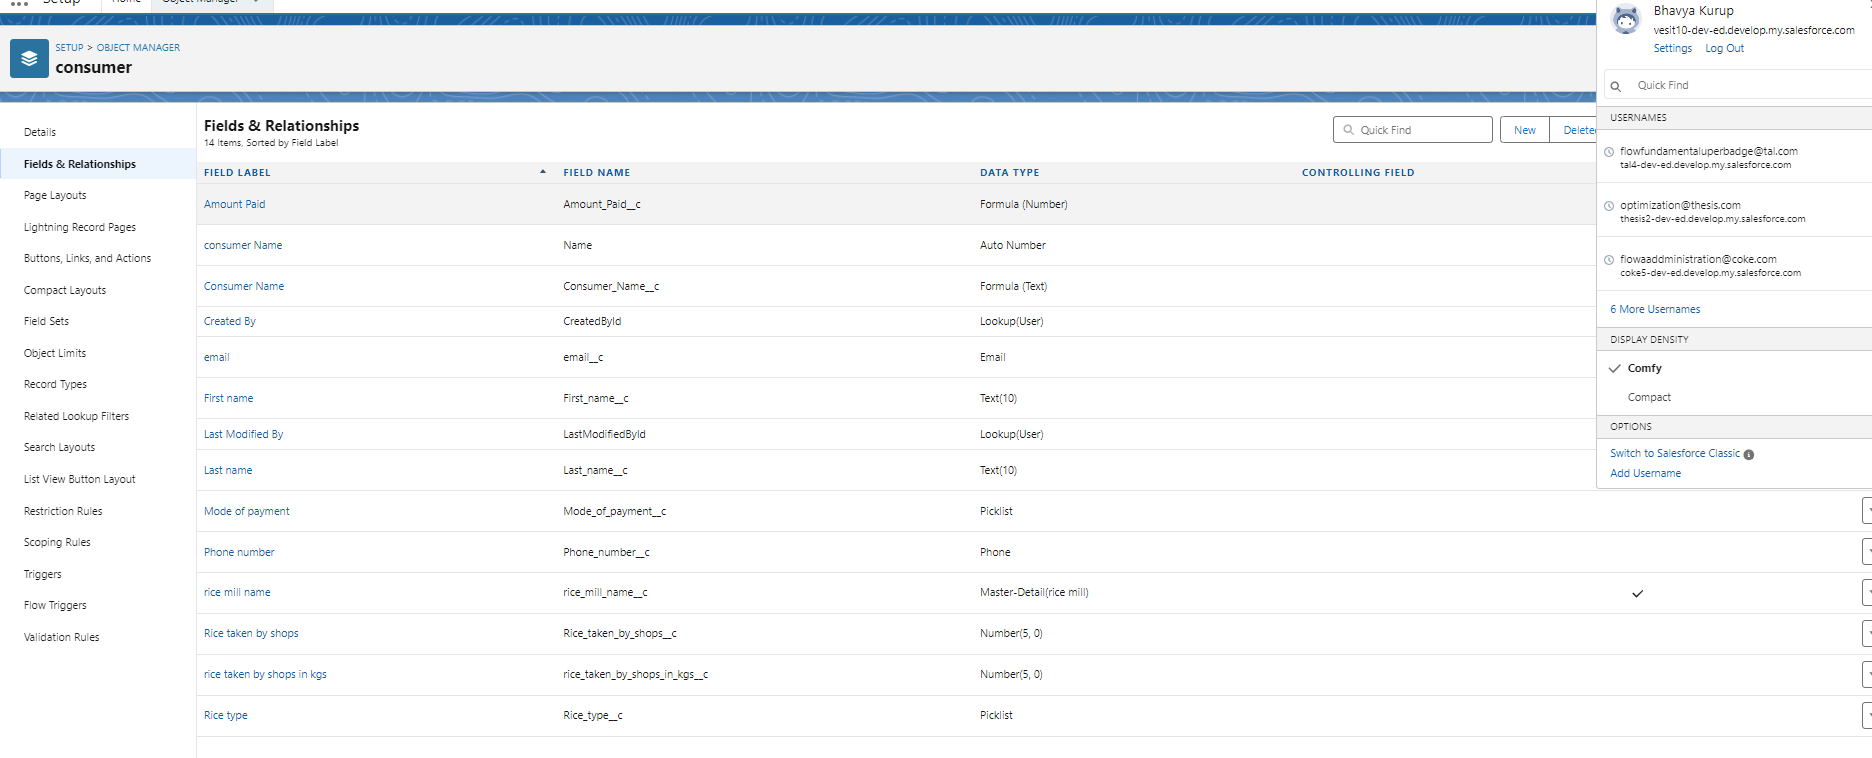 Setup Home Object Manager
SETUP > OBJECT MANAGER
consumer
Details
Fields & Relationships
Page Layouts
Lightning Record Pages
Buttons, Links, and Actions
Compact Layouts
Field Sets
Object Limits
Record Types
Related Lookup Filters
Search Layouts
List View Button Layout
Restriction Rules
Scoping Rules
Triggers
Flow Triggers
Validation Rules
Fields & Relationships
14 Items, Sorted by Field Label
Quick Find
New
FIELD LABEL FIELD NAME DATA TYPE CONTROLLING FIELD
Amount Paid Amount_Paid__c Formula (Number)
consumer Name Name Auto Number
Consumer Name Consumer_Name__c Formula (Text)
Created By CreatedById Lookup(User)
email email__c Email
First name First_name__c Text(10)
Last Modified By LastModifiedById Lookup(User)
Last name Last_name__c Text(10)
Mode of payment Mode_of_payment__c Picklist
Phone number Phone_number__c Phone
rice mill name rice_mill_name__c Master-Detail(rice mill)
Rice taken by shops Rice_taken_by_shops__c Number(5, 0)
rice taken by shops in kgs rice_taken_by_shops_in_kgs__c Number(5, 0)
Rice type Rice_type__c Picklist
Bhavya Kurup
vesit10-dev-ed.develop.my.salesforce.com
Settings Log Out
Quick Find
USERNAMES
flowfundamentaluperbadge@tal.com
tal4-dev-ed.develop.my.salesforce.com
optimization@thesis.com
thesis2-dev-ed.develop.my.salesforce.com
flowaaddministration@coke.com
coke5-dev-ed.develop.my.salesforce.com
6 More Usernames
DISPLAY DENSITY
Comfy
Compact
OPTIONS
Switch to Salesforce Classic
Add Username